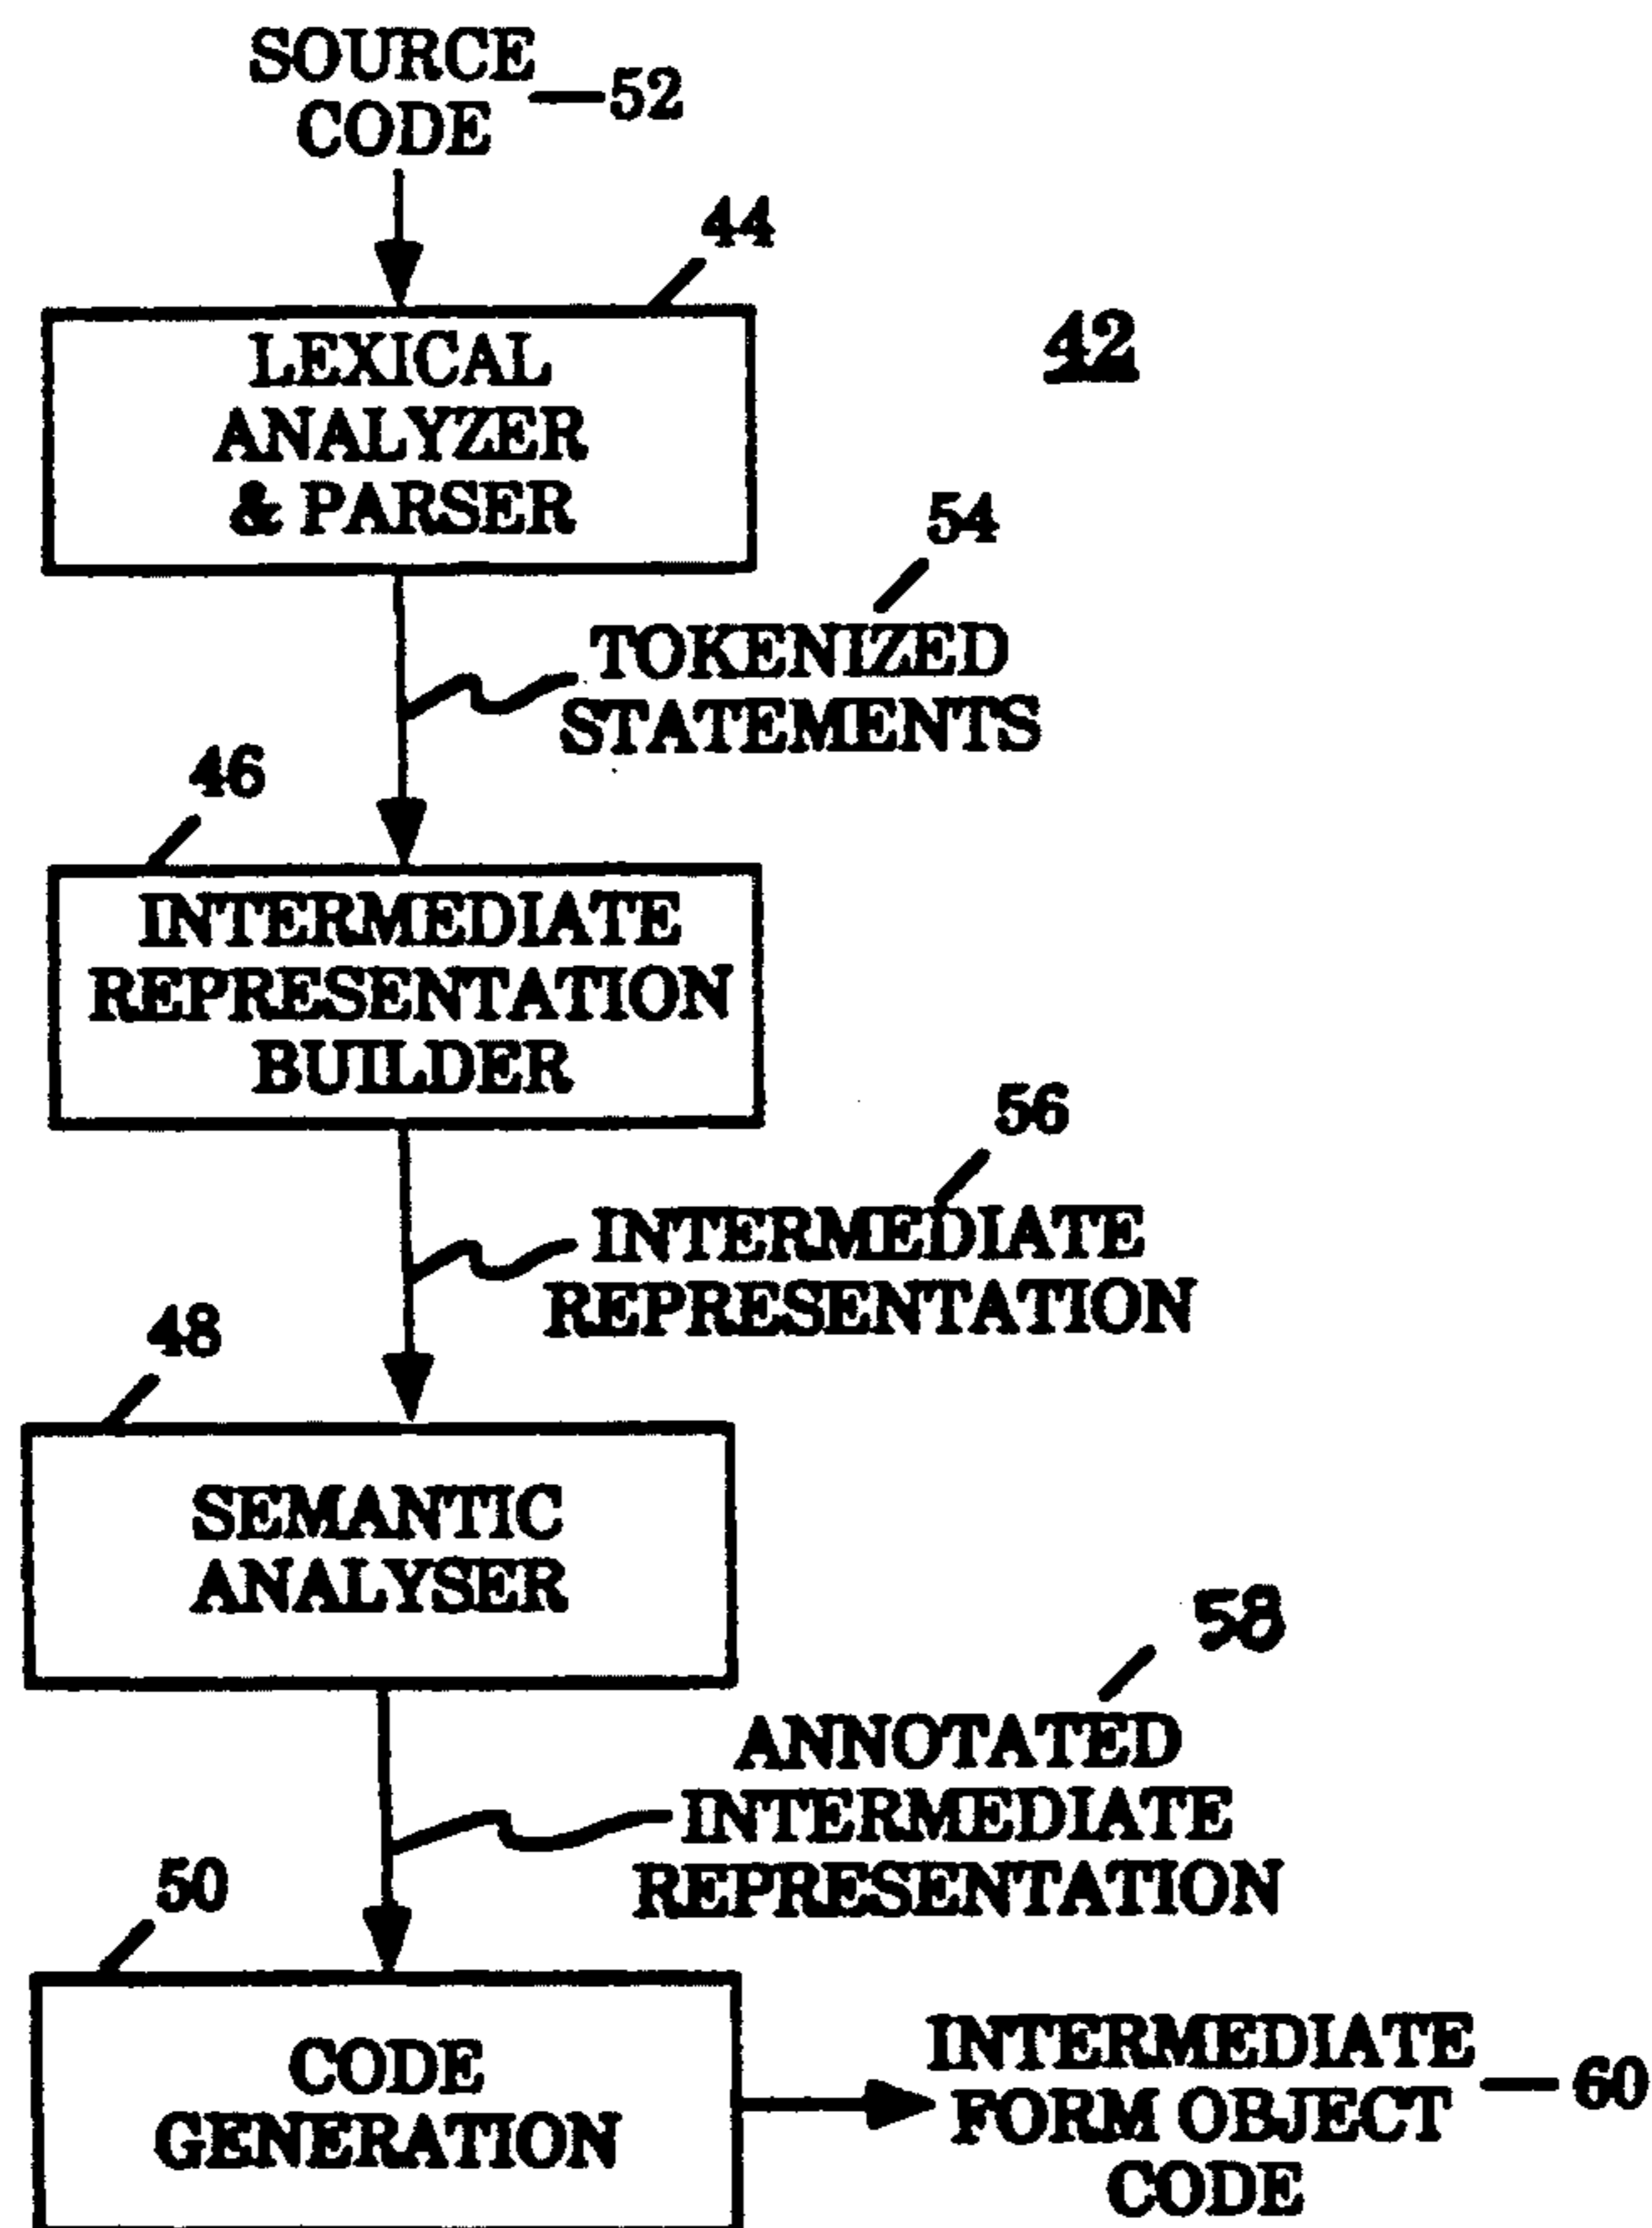 SOURCE
CODE
52
44
LEXICAL
ANALYZER
& PARSER
42
54
TOKENIZED
STATEMENTS
46
INTERMEDIATE
REPRESENTATION
BUILDER
56
INTERMEDIATE
REPRESENTATION
48
SEMANTIC
ANALYSER
58
ANNOTATED
INTERMEDIATE
REPRESENTATION
50
CODE
GENERATION
INTERMEDIATE
FORM OBJECT
CODE
60